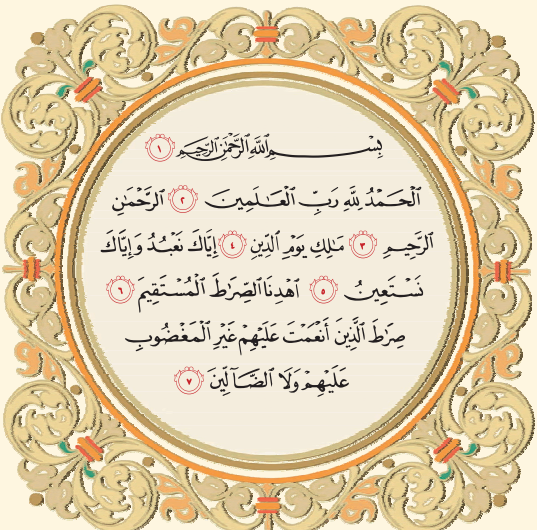 بِسْمِ ٱللَّهِ ٱلرَّحْمَٰنِ ٱلرَّحِيمِ ١
ٱلْحَمْدُ لِلَّهِ رَبِّ ٱلْعَٰلَمِينَ ٢ ٱلرَّحْمَٰنِ
ٱلرَّحِيمِ ٣ مَٰلِكِ يَوْمِ ٱلدِّينِ ٤ إِيَّاكَ نَعْبُدُ وَإِيَّاكَ
نَسْتَعِينُ ٥ ٱهْدِنَا ٱلصِّرَٰطَ ٱلْمُسْتَقِيمَ ٦
صِرَٰطَ ٱلَّذِينَ أَنْعَمْتَ عَلَيْهِمْ غَيْرِ ٱلْمَغْضُوبِ
عَلَيْهِمْ وَلَا ٱلضَّآلِّينَ ٧